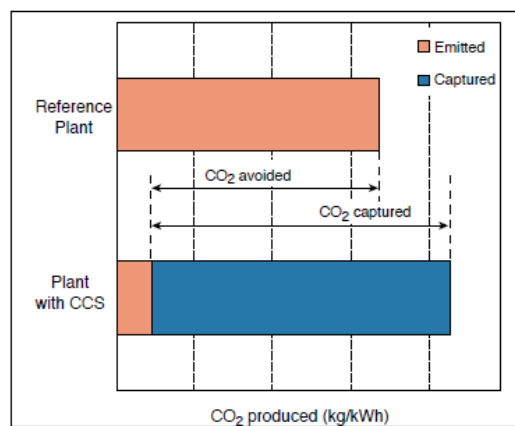 Emitted
Captured
Reference
Plant
CO2 avoided
CO2 captured
Plant
with CCS
CO2 produced (kg/kWh)